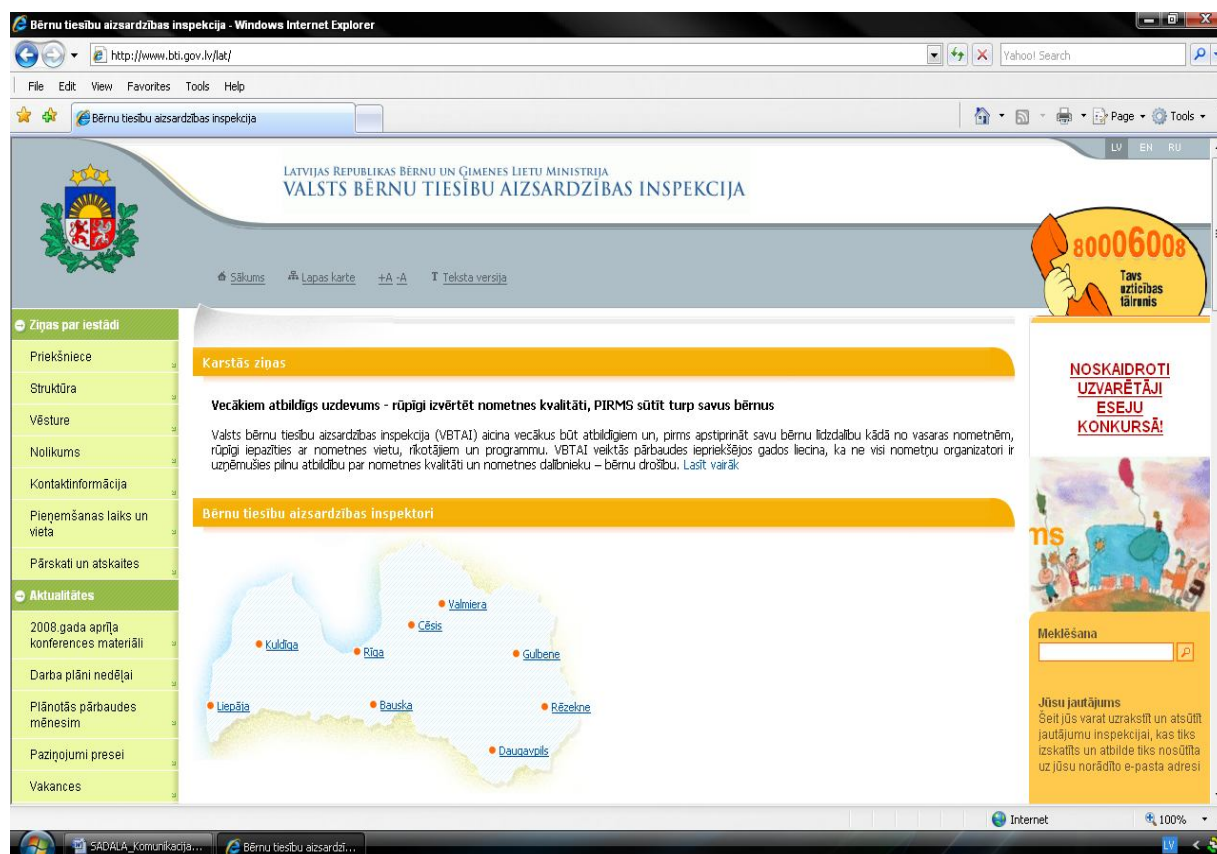 Bērnu tiesību aizsardzības inspekcija - Windows Internet Explorer
http://www.bti.gov.lv/lat/
Yahoo! Search
File Edit View Favorites Tools Help
Bērnu tiesību aizsardzības inspekcija
Page Tools
LV EN RU
LATVIJAS REPUBLIKAS BĒRNU UN ĢIMENES LIETU MINISTRIJA
VALSTS BĒRNU TIESĪBU AIZSARDZĪBAS INSPEKCIJA
80006008
Tavs
uzticības
tālrunis
Sākums Lapas karte +A -A T Teksta versija
Ziņas par iestādi
Priekšniece
Struktūra
Vēsture
Nolikums
Kontaktinformācija
Pieņemšanas laiks un
vieta
Pārskati un atskaites
Aktualitātes
2008.gada aprīļa
konferences materiāli
Darba plāni nedēļai
Plānotās pārbaudes
mēnesim
Paziņojumi presei
Vakances
Karstās ziņas
Vecākiem atbildīgs uzdevums - rūpīgi izvērtēt nometnes kvalitāti, PIRMS sūtīt turp savus bērnus
Valsts bērnu tiesību aizsardzības inspekcija (VBTAI) aicina vecākus būt atbildīgiem un, pirms apstiprināt savu bērnu līdzdalību kādā no vasaras nometnēm,
rūpīgi iepazīties ar nometnes vietu, rīkotājiem un programmu. VBTAI veiktās pārbaudes iepriekšējos gados liecina, ka ne visi nometņu organizatori ir
uzņēmušies pilnu atbildību par nometnes kvalitāti un nometnes dalībnieku – bērnu drošību. Lasīt vairāk
Bērnu tiesību aizsardzības inspektori
Valmiera
Cēsis
Kuldīga
Rīga
Gulbene
Liepāja
Bauska
Rēzekne
Daugavpils
NOSKAIDROTI
UZVARĒTĀJI
ESEJU
KONKURSĀ!
ms
Meklēšana
Jūsu jautājums
Šeit jūs varat uzrakstīt un atsūtīt
jautājumu inspekcijai, kas tiks
izskatīts un atbilde tiks nosūtīta
uz jūsu norādīto e-pasta adresi
Internet 100%
SADALA_Komunikacija... Bērnu tiesību aizsardzī... LV